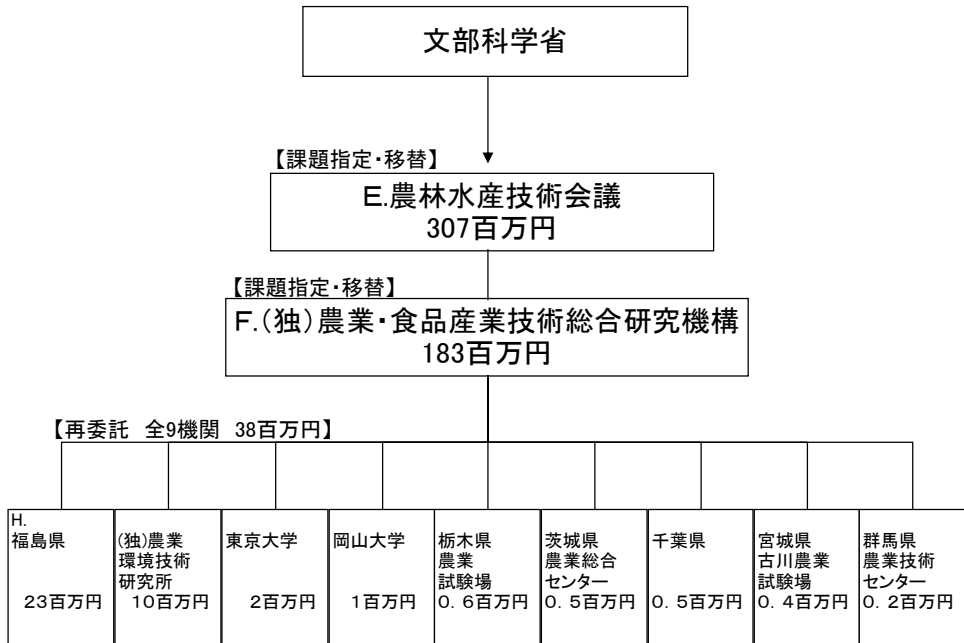 文部科学省
【課題指定・移替】
E.農林水産技術会議
307百万円
【課題指定・移替】
F.(独)農業・食品産業技術総合研究機構
183百万円
【再委託 全9機関 38百万円】
H.
福島県
23百万円
(独)農業
環境技術
研究所
10百万円
東京大学
2百万円
岡山大学
1百万円
栃木県
農業
試験場
0.6百万円
茨城県
農業総合
センター
0.5百万円
千葉県
0.5百万円
宮城県
古川農業
試験場
0.4百万円
群馬県
農業技術
センター
0.2百万円